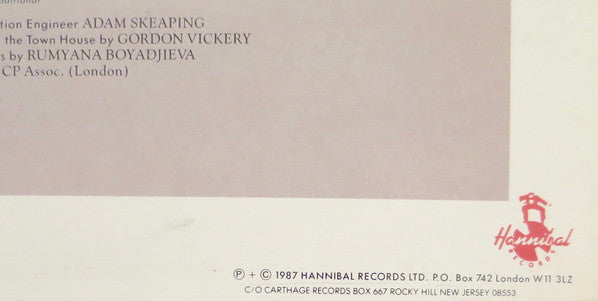 tion Engineer ADAM SKEAPING
the Town House by GORDON VICKERY
s by RUMYANA BOYADJIEVA
CP Assoc. (London)
Hannibal
RECORDS
℗ + © 1987 HANNIBAL RECORDS LTD. P.O. Box 742 London W11 3LZ
C/O CARTHAGE RECORDS BOX 667 ROCKY HILL NEW JERSEY 08553